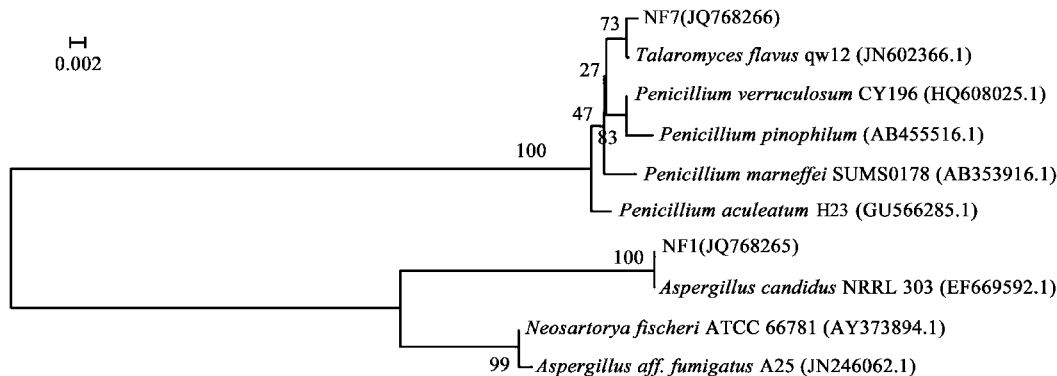 NF7(JQ768266)
73
0.002
Talaromyces flavus qw12 (JN602366.1)
27
Penicillium verruculosum CY196 (HQ608025.1)
47
83
Penicillium pinophilum (AB455516.1)
100
Penicillium marneffei SUMS0178 (AB353916.1)
Penicillium aculeatum H23 (GU566285.1)
NF1(JQ768265)
100
Aspergillus candidus NRRL 303 (EF669592.1)
Neosartorya fischeri ATCC 66781 (AY373894.1)
99
Aspergillus aff. fumigatus A25 (JN246062.1)